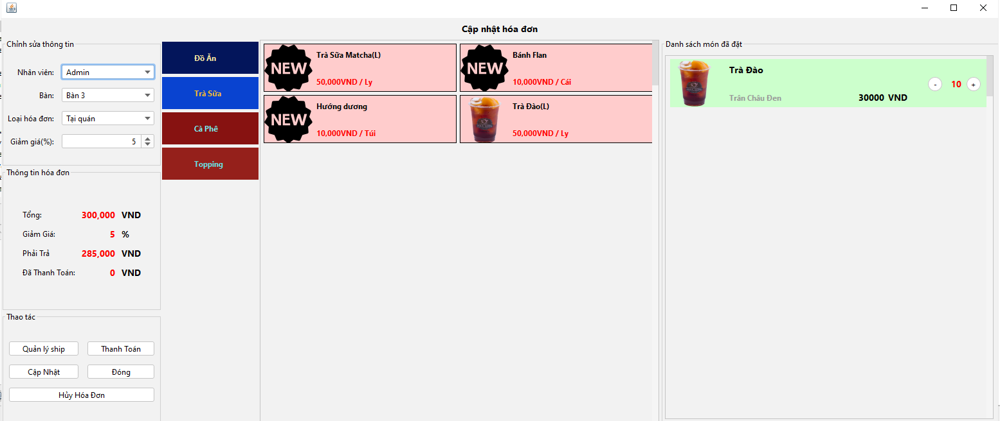 Cập nhật hóa đơn
Chỉnh sửa thông tin
Nhân viên: Admin
Bàn: Bàn 3
Loại hóa đơn: Tại quán
Giảm giá(%): 5
Thông tin hóa đơn
Tổng: 300,000 VND
Giảm Giá: 5 %
Phải Trả 285,000 VND
Đã Thanh Toán: 0 VND
Thao tác
Quản lý ship Thanh Toán
Cập Nhật Đóng
Hủy Hóa Đơn
Đồ Ăn
Trà Sữa
Cà Phê
Topping
NEW
Trà Sữa Matcha(L)
50,000VND / Ly
NEW
Bánh Flan
10,000VND / Cái
NEW
Hướng dương
10,000VND / Túi
Trà Đào(L)
50,000VND / Ly
Danh sách món đã đặt
Trà Đào
- 10 +
Trân Châu Đen 30000 VND